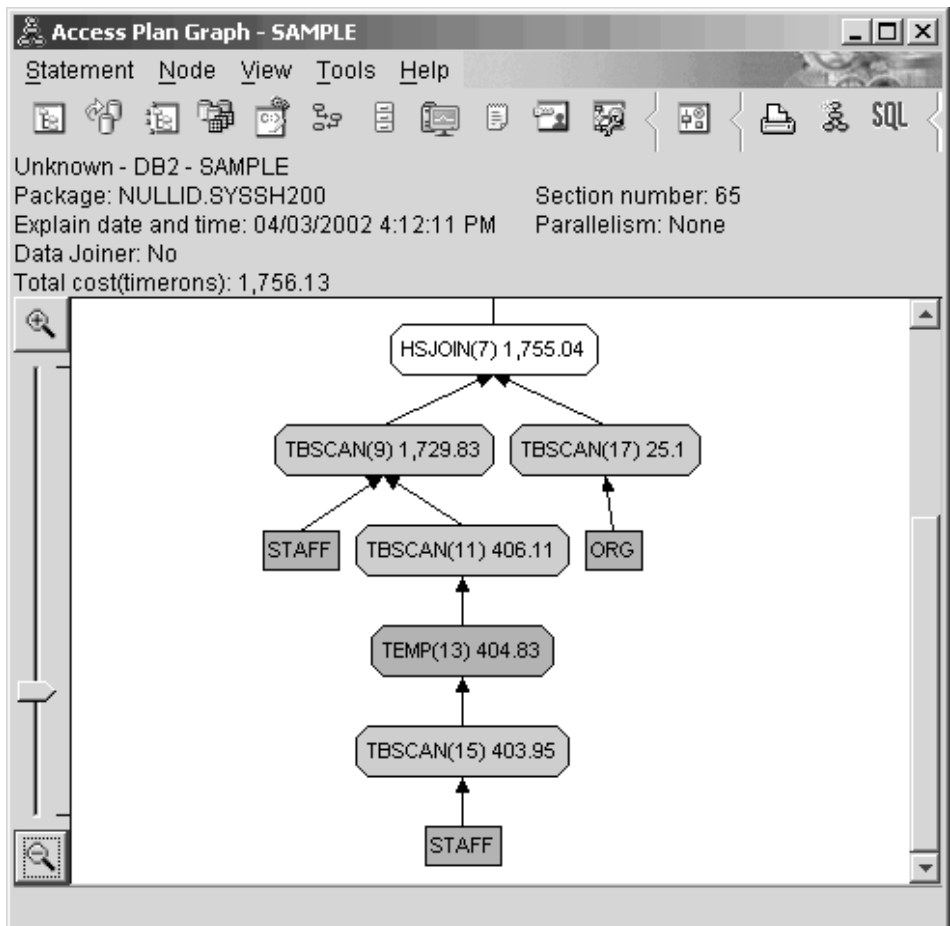 Access Plan Graph - SAMPLE
Statement Node View Tools Help
SQL
Unknown - DB2 - SAMPLE
Package: NULLID.SYSSH200 Section number: 65
Explain date and time: 04/03/2002 4:12:11 PM Parallelism: None
Data Joiner: No
Total cost(timerons): 1,756.13
HSJOIN(7) 1,755.04
TBSCAN(9) 1,729.83 TBSCAN(17) 25.1
STAFF TBSCAN(11) 406.11 ORG
TEMP(13) 404.83
TBSCAN(15) 403.95
STAFF